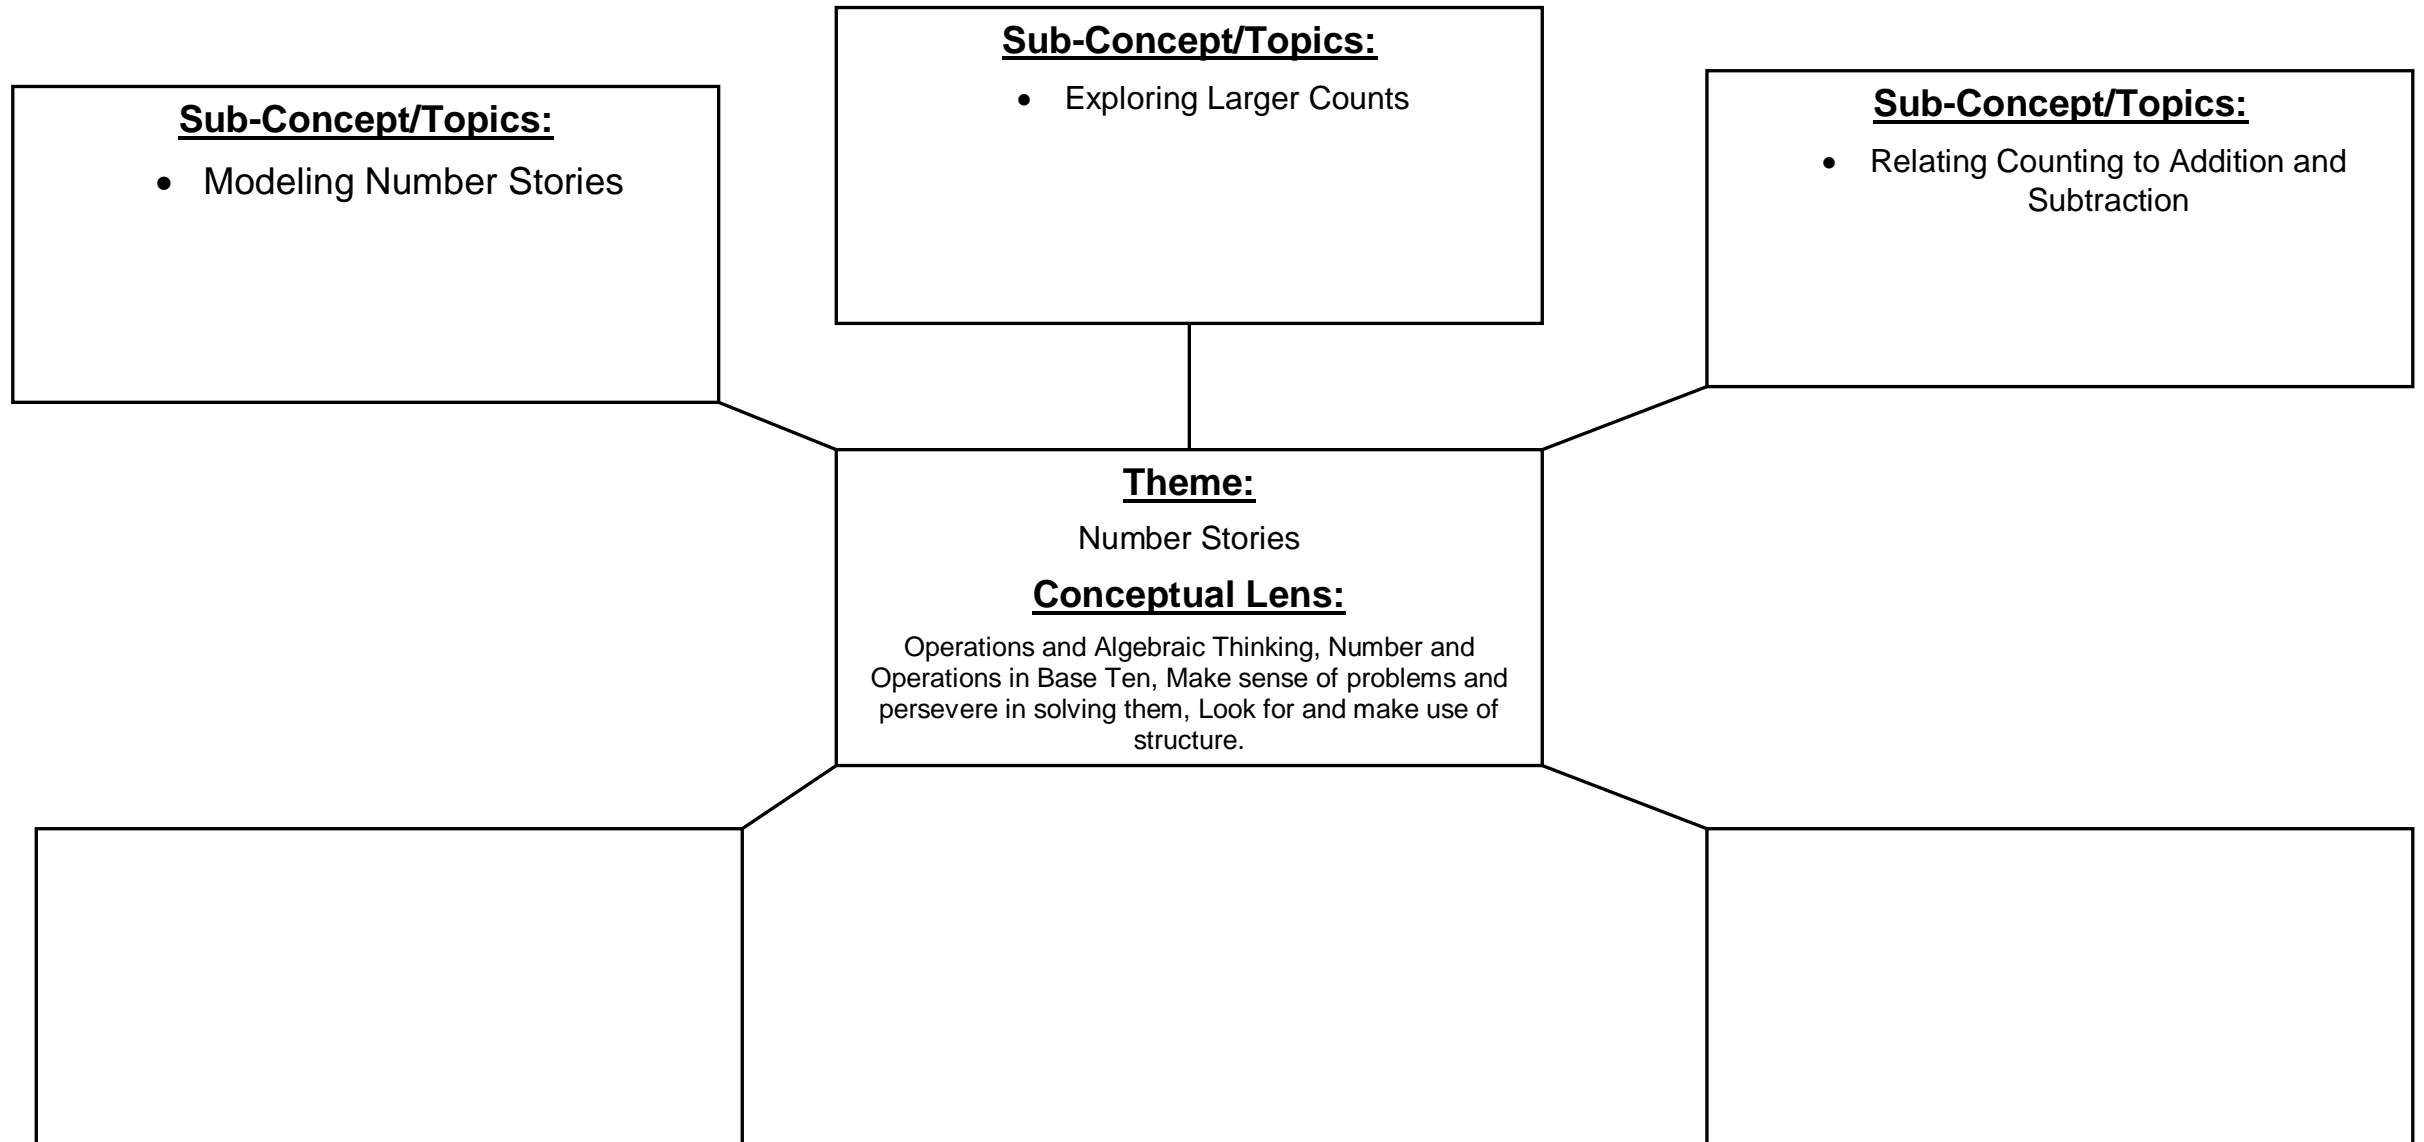 Sub-Concept/Topics:
• Modeling Number Stories
Sub-Concept/Topics:
• Exploring Larger Counts
Sub-Concept/Topics:
• Relating Counting to Addition and
Subtraction
Theme:
Number Stories
Conceptual Lens:
Operations and Algebraic Thinking, Number and
Operations in Base Ten, Make sense of problems and
persevere in solving them, Look for and make use of
structure.